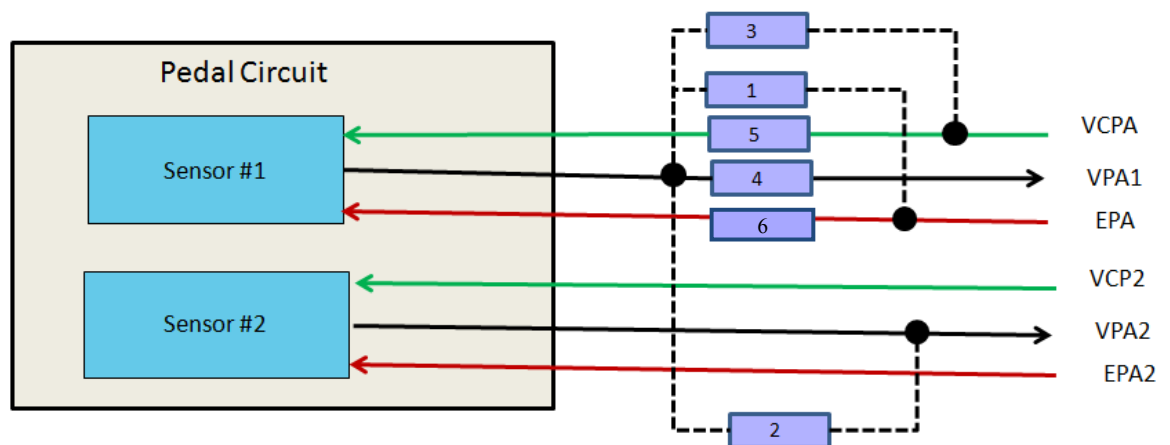 3
Pedal Circuit
1
VCPA
5
Sensor #1
4
VPA1
6
EPA
VCP2
Sensor #2
VPA2
EPA2
2